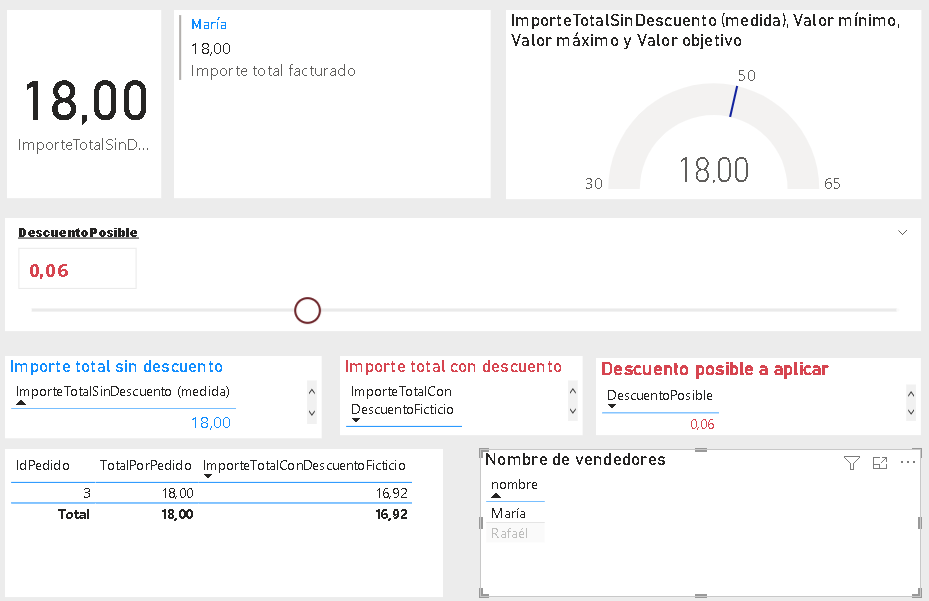 18,00
ImporteTotalSinD...
María
18,00
Importe total facturado
ImporteTotalSinDescuento (medida), Valor mínimo,
Valor máximo y Valor objetivo
50
18,00
30
65
DescuentoPosible
0,06
Importe total sin descuento
ImporteTotalSinDescuento (medida)
18,00
Importe total con descuento
ImporteTotalCon
DescuentoFicticio
Descuento posible a aplicar
DescuentoPosible
0,06
IdPedido TotalPorPedido ImporteTotalConDescuentoFicticio
3 18,00 16,92
Total 18,00 16,92
Nombre de vendedores
nombre
María
Rafaél